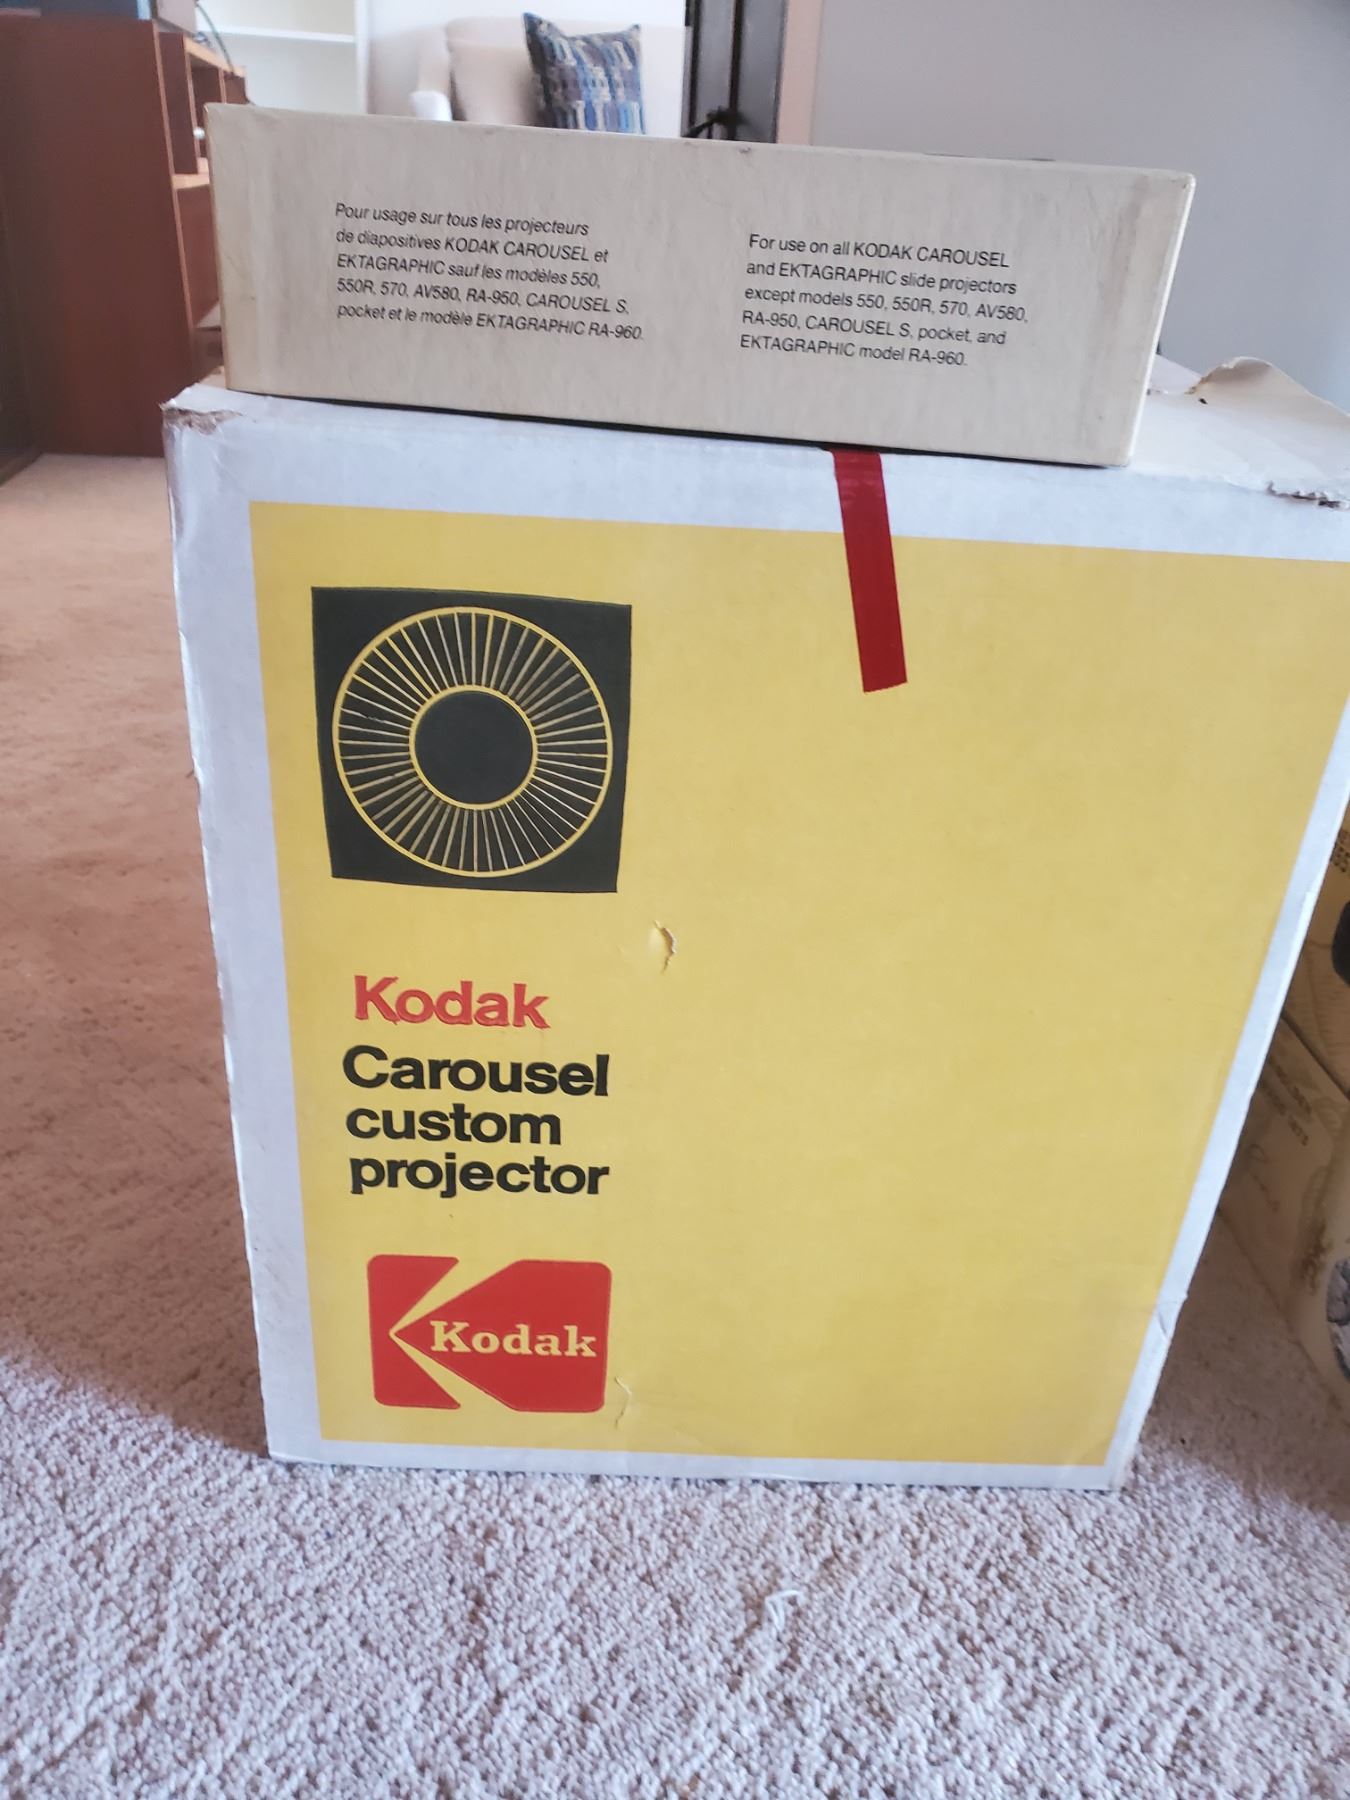 Pour usage sur tous les projecteurs
de diapositives KODAK CAROUSEL et
EKTAGRAPHIC sauf les modèles 550,
550R, 570, AV580, RA-950, CAROUSEL S,
pocket et le modèle EKTAGRAPHIC RA-960.
For use on all KODAK CAROUSEL
and EKTAGRAPHIC slide projectors
except models 550, 550R, 570, AV580,
RA-950, CAROUSEL S, pocket, and
EKTAGRAPHIC model RA-960.
Kodak
Carousel
custom
projector
Kodak